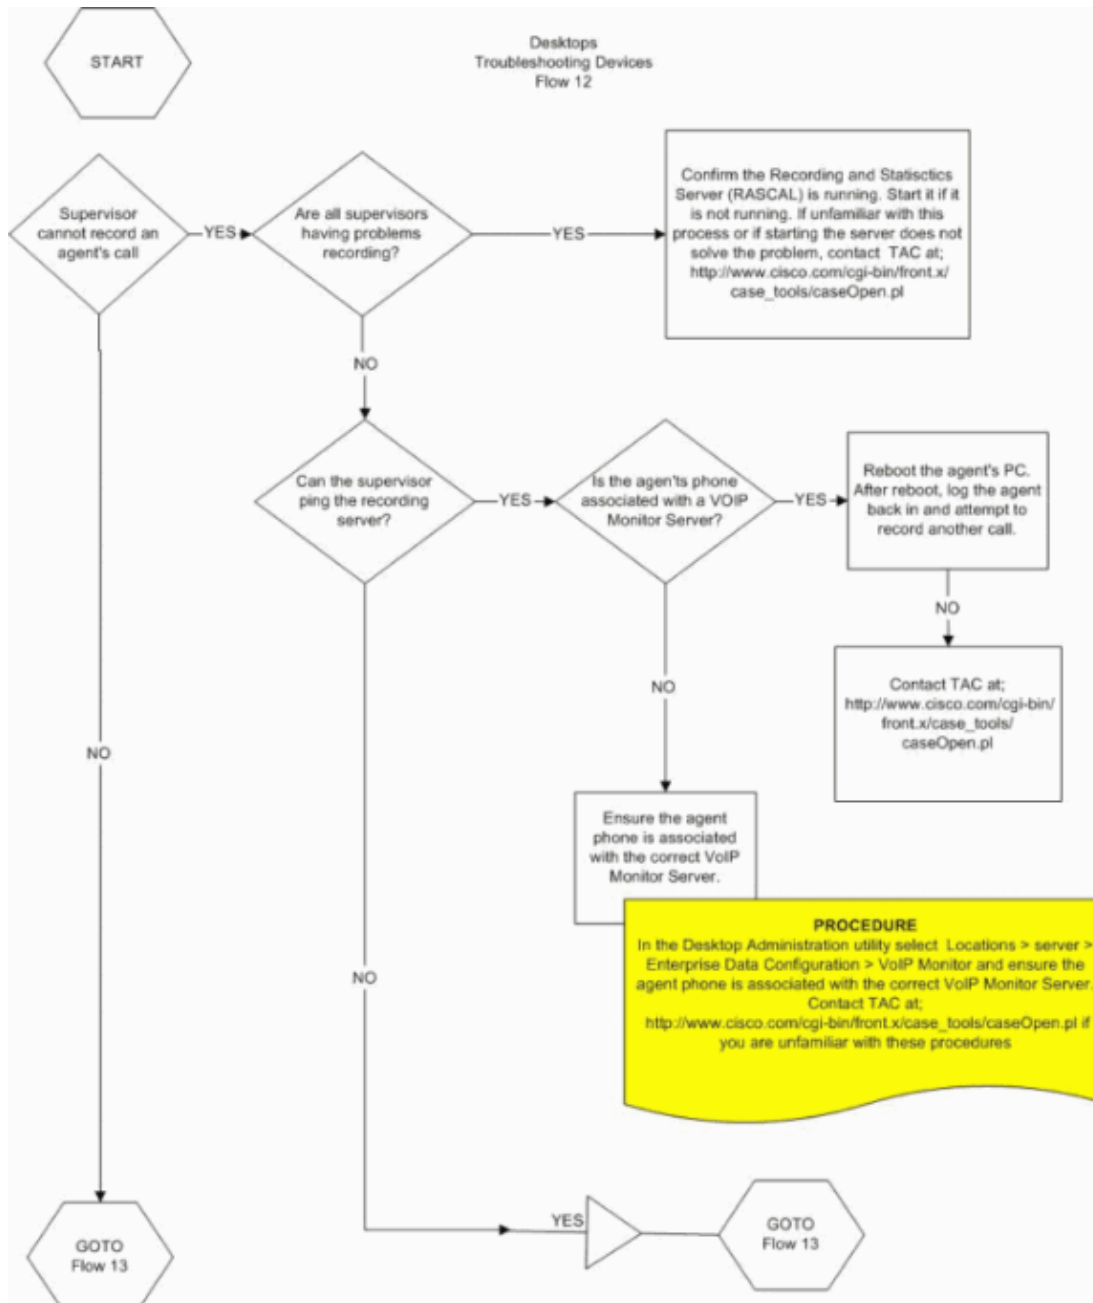 START
Desktops
Troubleshooting Devices
Flow 12
Supervisor
cannot record an
agent's call
YES
Are all supervisors
having problems
recording?
YES
Confirm the Recording and Statisctics
Server (RASCAL) is running. Start it if it
is not running. If unfamiliar with this
process or if starting the server does not
solve the problem, contact TAC at;
http://www.cisco.com/cgi-bin/front.x/
case_tools/caseOpen.pl
NO
Can the supervisor
ping the recording
server?
YES
Is the agen'ts phone
associated with a VOIP
Monitor Server?
YES
Reboot the agent's PC.
After reboot, log the agent
back in and attempt to
record another call.
NO
Contact TAC at;
http://www.cisco.com/cgi-bin/
front.x/case_tools/
caseOpen.pl
NO
NO
Ensure the agent
phone is associated
with the correct VoIP
Monitor Server.
PROCEDURE
In the Desktop Administration utility select Locations > server >
Enterprise Data Configuration > VoIP Monitor and ensure the
agent phone is associated with the correct VoIP Monitor Server.
Contact TAC at;
http://www.cisco.com/cgi-bin/front.x/case_tools/caseOpen.pl if
you are unfamiliar with these procedures
NO
YES
GOTO
Flow 13
GOTO
Flow 13